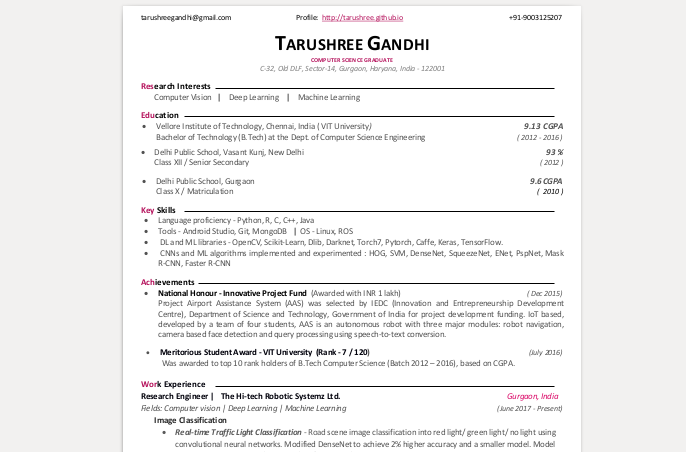 tarushreegandhi@gmail.com Profile: http://tarushree.github.io +91-9003125207
TARUSHREE GANDHI
COMPUTER SCIENCE GRADUATE
C-32, Old DLF, Sector-14, Gurgaon, Haryana, India - 122001
Research Interests
Computer Vision | Deep Learning | Machine Learning
Education
• Vellore Institute of Technology, Chennai, India ( VIT University) 9.13 CGPA
Bachelor of Technology (B.Tech) at the Dept. of Computer Science Engineering ( 2012 - 2016 )
• Delhi Public School, Vasant Kunj, New Delhi 93 %
Class XII / Senior Secondary ( 2012 )
• Delhi Public School, Gurgaon 9.6 CGPA
Class X / Matriculation ( 2010 )
Key Skills
• Language proficiency - Python, R, C, C++, Java
• Tools - Android Studio, Git, MongoDB | OS - Linux, ROS
• DL and ML libraries - OpenCV, Scikit-Learn, Dlib, Darknet, Torch7, Pytorch, Caffe, Keras, TensorFlow.
• CNNs and ML algorithms implemented and experimented : HOG, SVM, DenseNet, SqueezeNet, ENet, PspNet, Mask
R-CNN, Faster R-CNN
Achievements
• National Honour - Innovative Project Fund (Awarded with INR 1 lakh) ( Dec 2015)
Project Airport Assistance System (AAS) was selected by IEDC (Innovation and Entrepreneurship Development
Centre), Department of Science and Technology, Government of India for project development funding. IoT based,
developed by a team of four students, AAS is an autonomous robot with three major modules: robot navigation,
camera based face detection and query processing using speech-to-text conversion.
• Meritorious Student Award - VIT University (Rank - 7 / 120) (July 2016)
Was awarded to top 10 rank holders of B.Tech Computer Science (Batch 2012 – 2016), based on CGPA.
Work Experience
Research Engineer | The Hi-tech Robotic Systemz Ltd. Gurgaon, India
Fields: Computer vision | Deep Learning | Machine Learning (June 2017 - Present)
Image Classification
• Real-time Traffic Light Classification - Road scene image classification into red light/ green light/ no light using
convolutional neural networks. Modified DenseNet to achieve 2% higher accuracy and a smaller model. Model